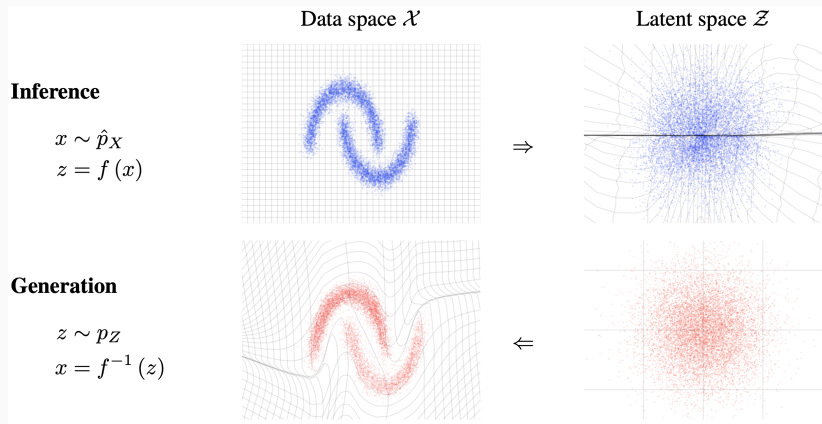 Data space 𝒳
Latent space 𝒵
Inference
x ∼ p̂_X
z = f (x)
⇒
Generation
z ∼ p_Z
x = f⁻¹ (z)
⇐